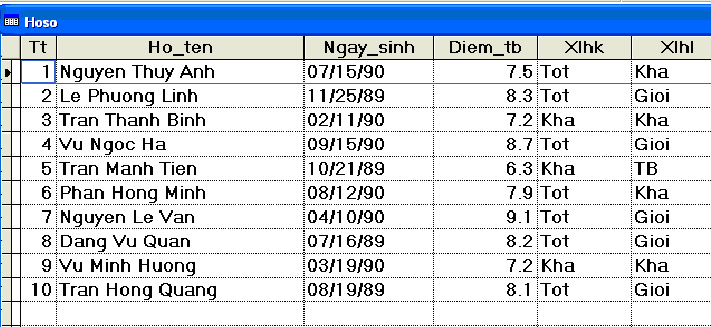 Hoso
Tt Ho_ten Ngay_sinh Diem_tb Xlhk Xlhl
1 Nguyen Thuy Anh 07/15/90 7.5 Tot Kha
2 Le Phuong Linh 11/25/89 8.3 Tot Gioi
3 Tran Thanh Binh 02/11/90 7.2 Kha Kha
4 Vu Ngoc Ha 09/15/90 8.7 Tot Gioi
5 Tran Manh Tien 10/21/89 6.3 Kha TB
6 Phan Hong Minh 08/12/90 7.9 Tot Kha
7 Nguyen Le Van 04/10/90 9.1 Tot Gioi
8 Dang Vu Quan 07/16/89 8.2 Tot Gioi
9 Vu Minh Huong 03/19/90 7.2 Kha Kha
10 Tran Hong Quang 08/19/89 8.1 Tot Gioi